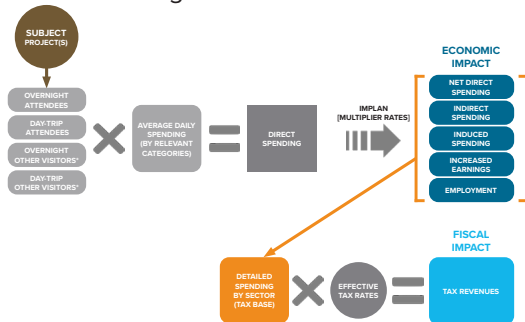 SUBJECT
PROJECT(S)
OVERNIGHT
ATTENDEES
DAY-TRIP
ATTENDEES
OVERNIGHT
OTHER VISITORS*
DAY-TRIP
OTHER VISITORS*
AVERAGE DAILY
SPENDING
(BY RELEVANT
CATEGORIES)
DIRECT
SPENDING
IMPLAN
[MULTIPLIER RATES]
ECONOMIC
IMPACT
NET DIRECT
SPENDING
INDIRECT
SPENDING
INDUCED
SPENDING
INCREASED
EARNINGS
EMPLOYMENT
FISCAL
IMPACT
DETAILED
SPENDING
BY SECTOR
(TAX BASE)
EFFECTIVE
TAX RATES
TAX REVENUES